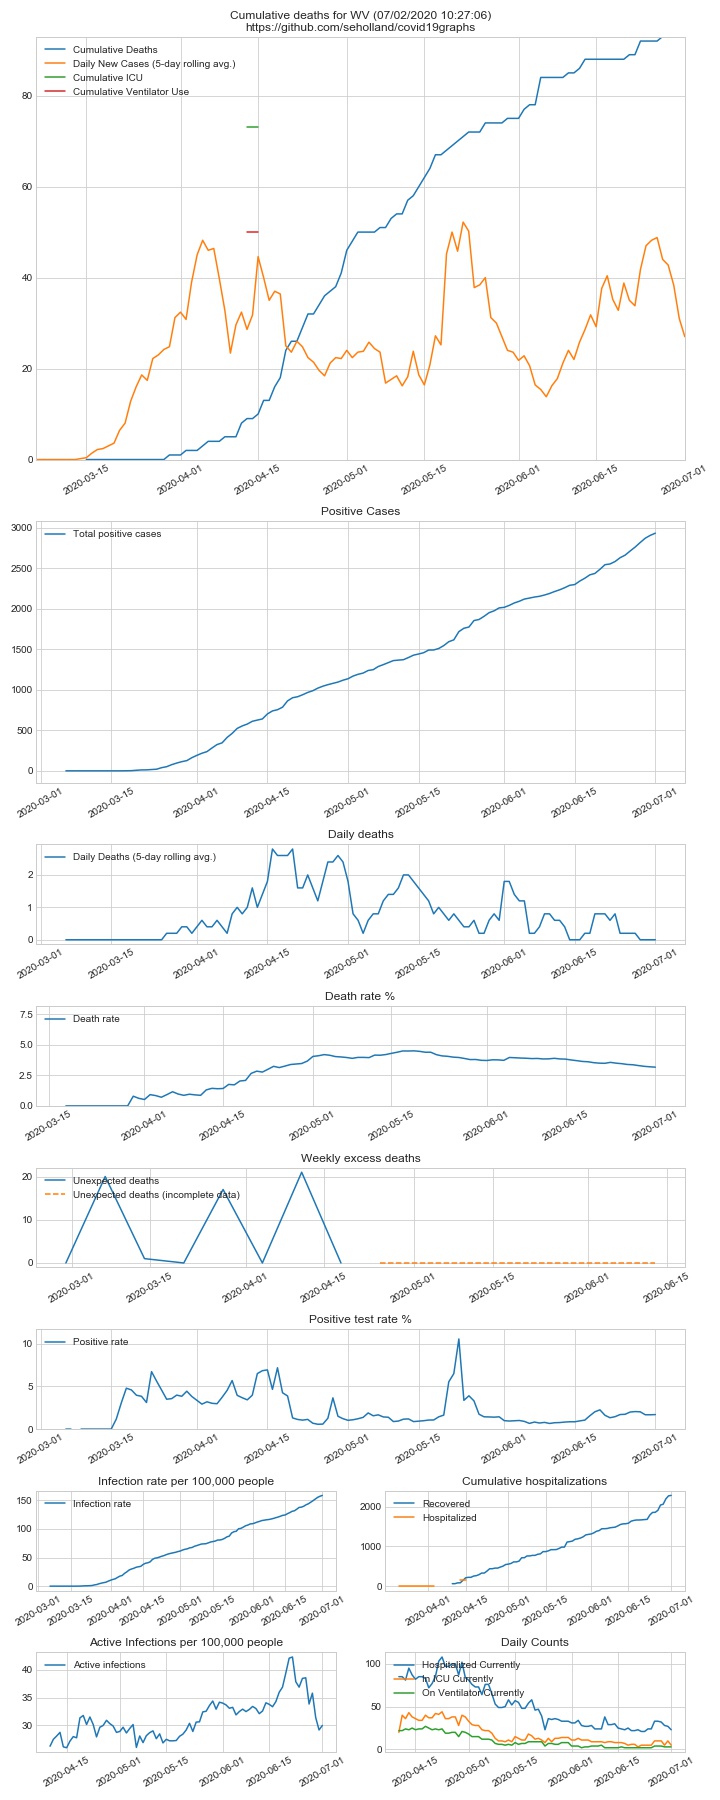 Cumulative deaths for WV (07/02/2020 10:27:06)
https://github.com/seholland/covid19graphs
Cumulative Deaths
Daily New Cases (5-day rolling avg.)
Cumulative ICU
Cumulative Ventilator Use
80
60
40
20
0
2020-03-15 2020-04-01 2020-04-15 2020-05-01 2020-05-15 2020-06-01 2020-06-15 2020-07-01
Positive Cases
Total positive cases
3000
2500
2000
1500
1000
500
0
2020-03-01 2020-03-15 2020-04-01 2020-04-15 2020-05-01 2020-05-15 2020-06-01 2020-06-15 2020-07-01
Daily deaths
Daily Deaths (5-day rolling avg.)
2
1
0
2020-03-01 2020-03-15 2020-04-01 2020-04-15 2020-05-01 2020-05-15 2020-06-01 2020-06-15 2020-07-01
Death rate %
Death rate
7.5
5.0
2.5
0.0
2020-03-15 2020-04-01 2020-04-15 2020-05-01 2020-05-15 2020-06-01 2020-06-15 2020-07-01
Weekly excess deaths
Unexpected deaths
Unexpected deaths (incomplete data)
20
10
0
2020-03-01 2020-03-15 2020-04-01 2020-04-15 2020-05-01 2020-05-15 2020-06-01 2020-06-15
Positive test rate %
Positive rate
10
5
0
2020-03-01 2020-03-15 2020-04-01 2020-04-15 2020-05-01 2020-05-15 2020-06-01 2020-06-15 2020-07-01
Infection rate per 100,000 people
Infection rate
150
100
50
0
2020-03-01 2020-03-15 2020-04-01 2020-04-15 2020-05-01 2020-05-15 2020-06-01 2020-06-15 2020-07-01
Cumulative hospitalizations
Recovered
Hospitalized
2000
1000
0
2020-04-01 2020-04-15 2020-05-01 2020-05-15 2020-06-01 2020-06-15 2020-07-01
Active Infections per 100,000 people
Active infections
40
35
30
2020-04-15 2020-05-01 2020-05-15 2020-06-01 2020-06-15 2020-07-01
Daily Counts
Hospitalized Currently
In ICU Currently
On Ventilator Currently
100
50
0
2020-04-15 2020-05-01 2020-05-15 2020-06-01 2020-06-15 2020-07-01